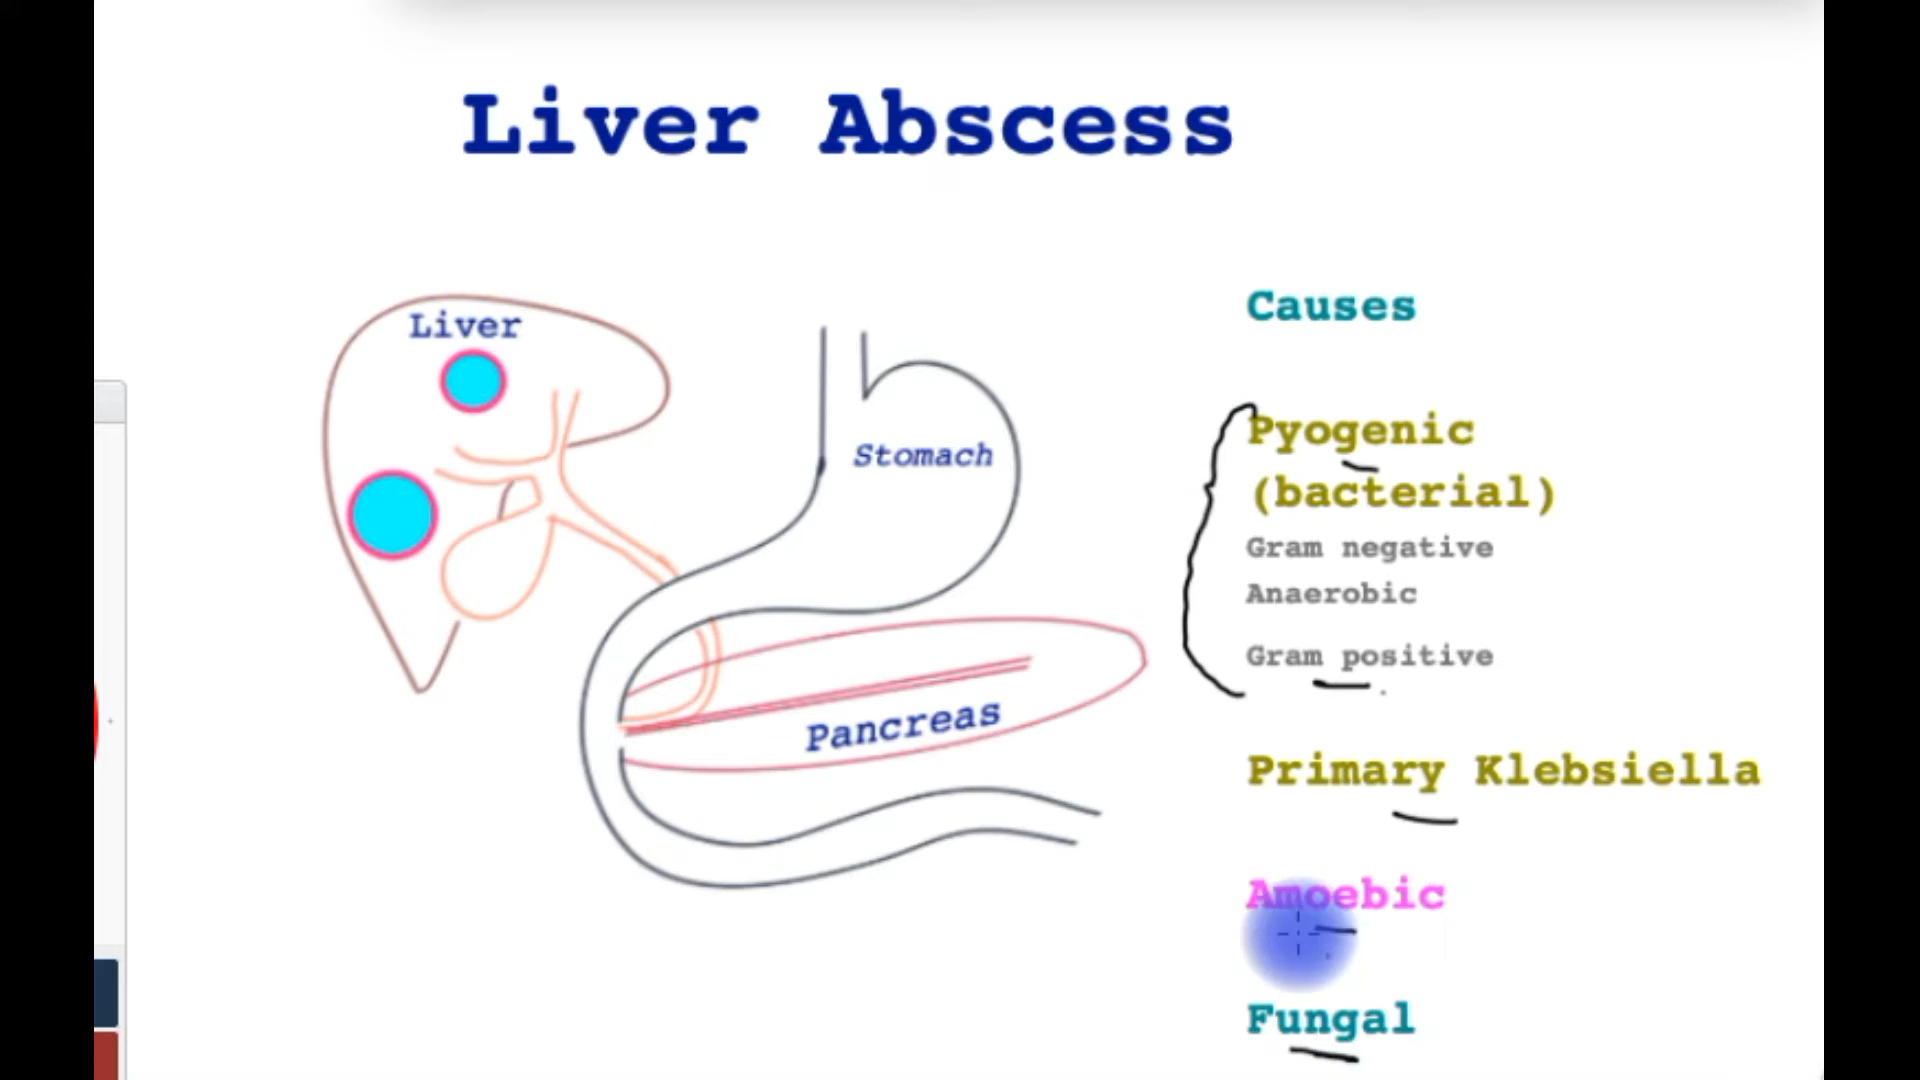 Liver Abscess
Liver
Stomach
Pancreas
Causes
Pyogenic
(bacterial)
Gram negative
Anaerobic
Gram positive
Primary Klebsiella
Amoebic
Fungal